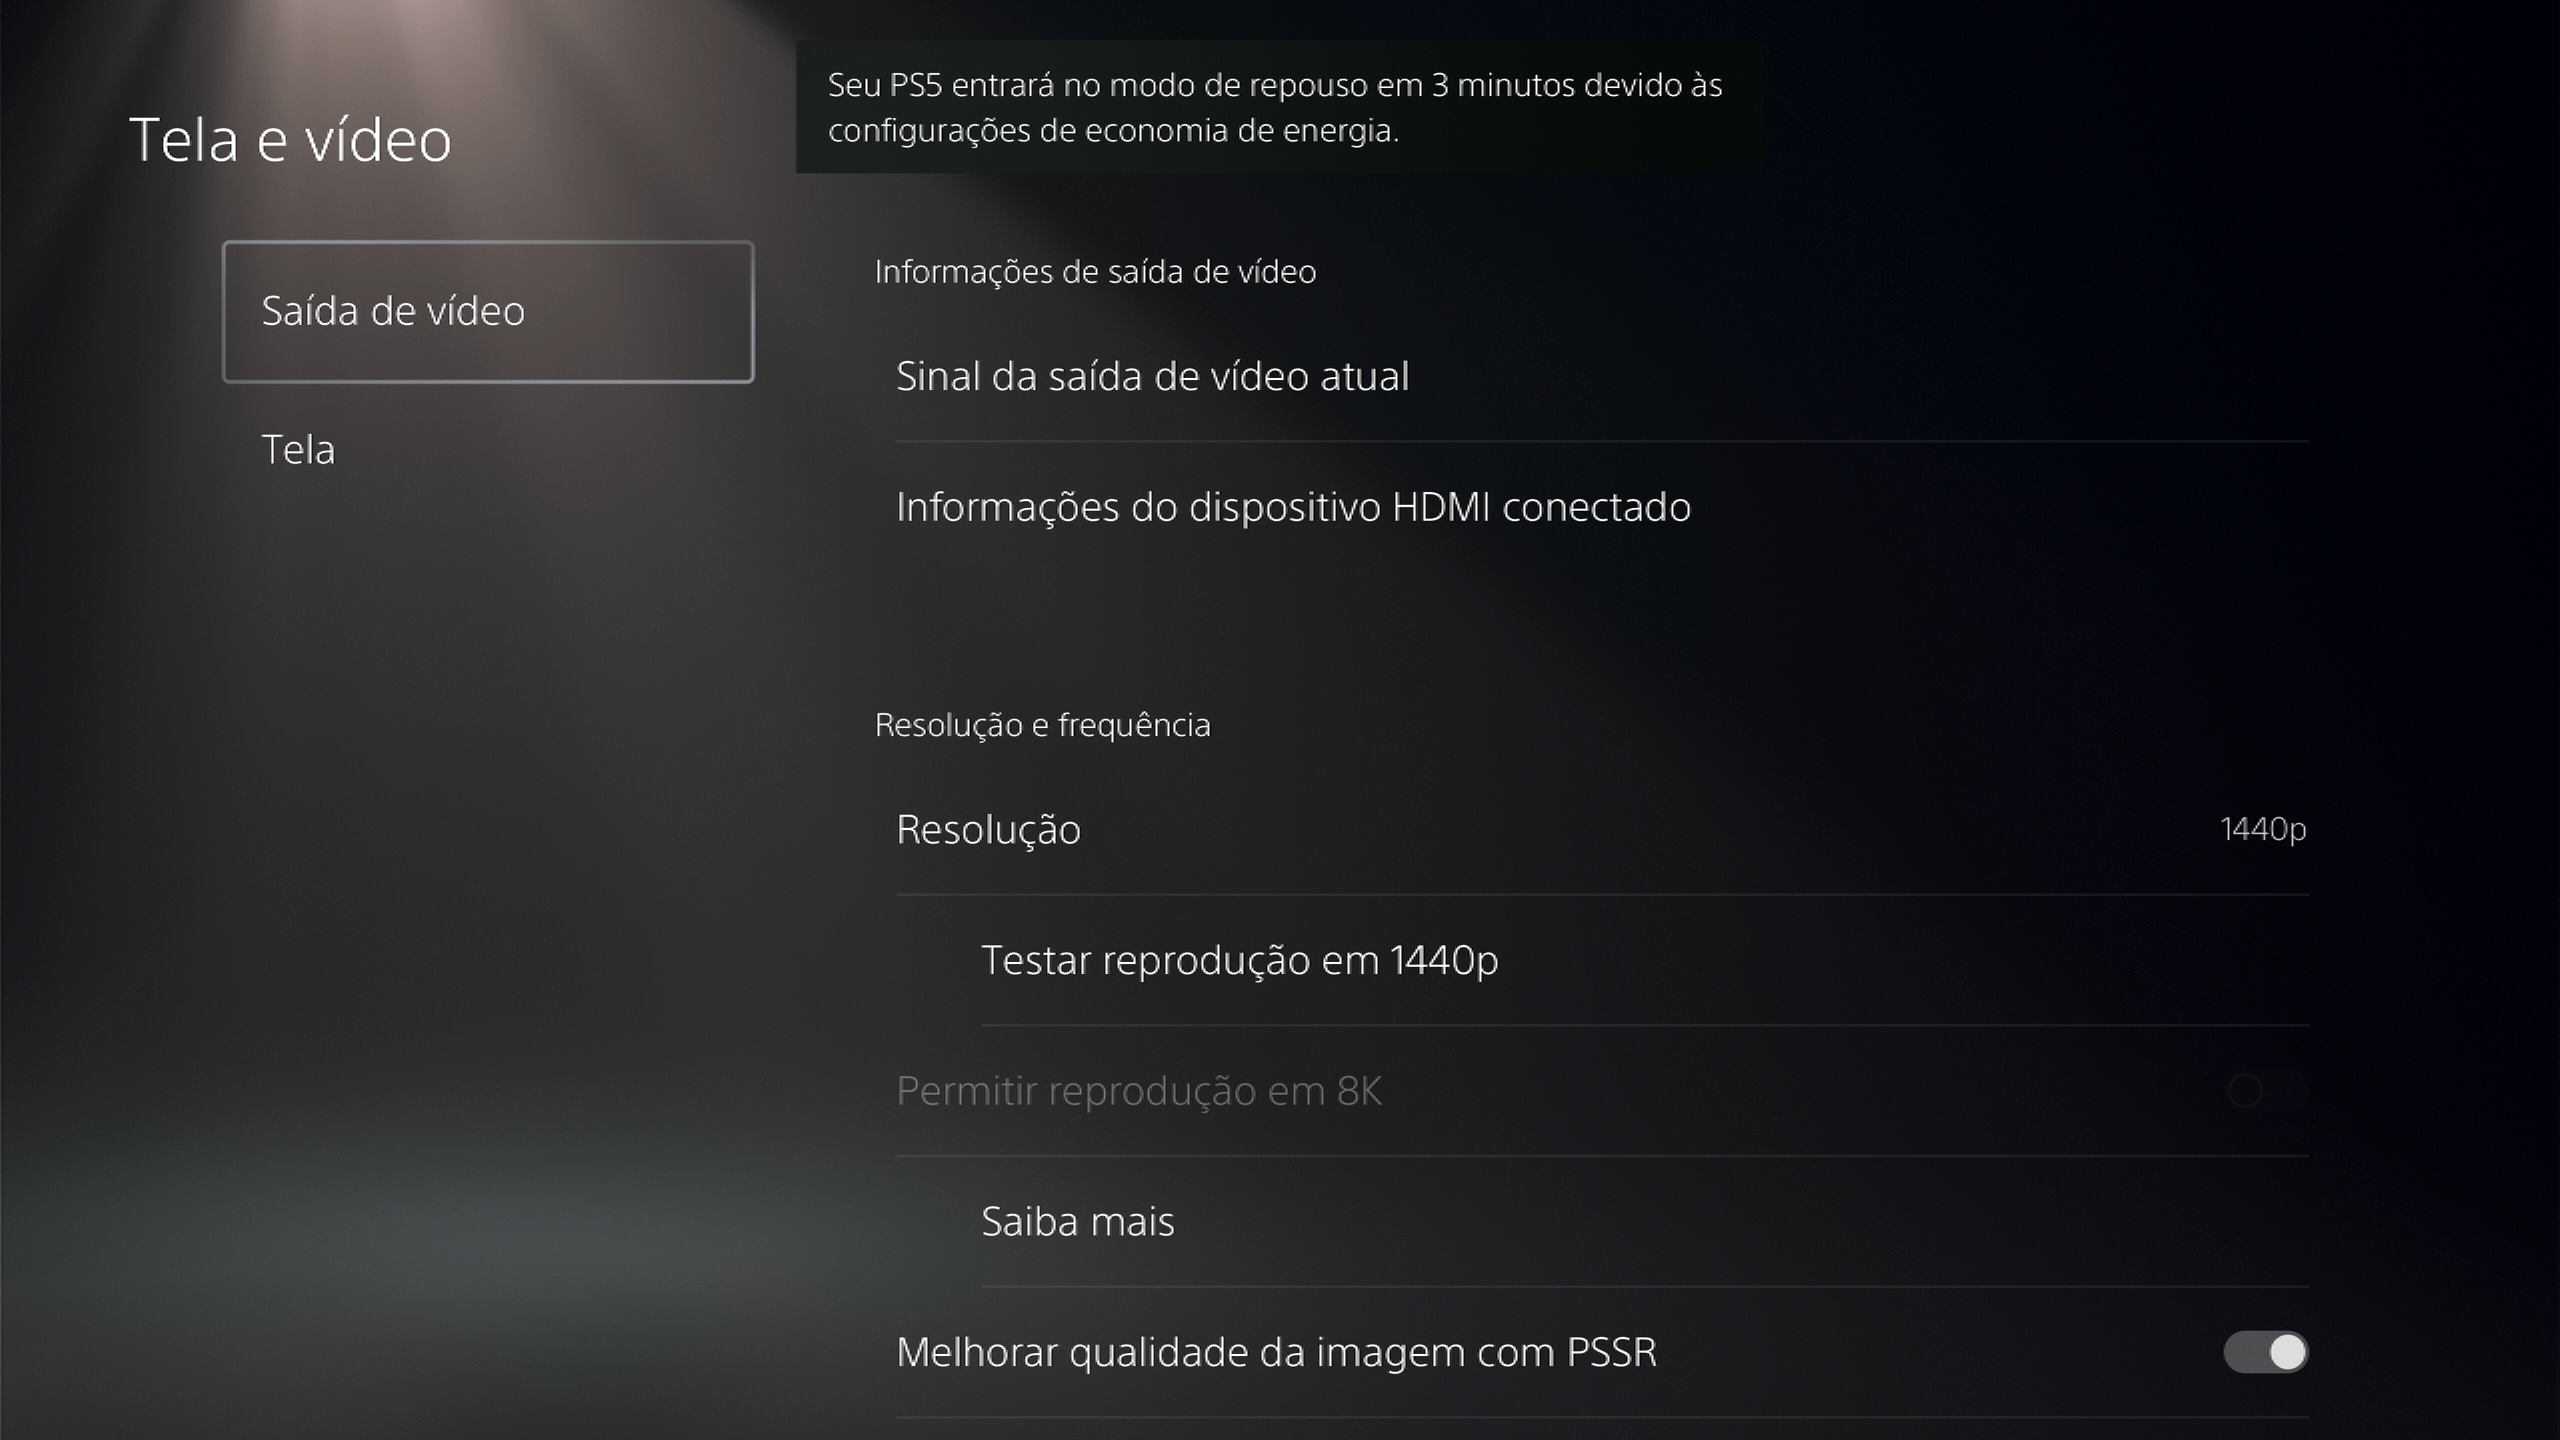 Seu PS5 entrará no modo de repouso em 3 minutos devido às
configurações de economia de energia.
Tela e vídeo
Saída de vídeo
Tela
Informações de saída de vídeo
Sinal da saída de vídeo atual
Informações do dispositivo HDMI conectado
Resolução e frequência
Resolução 1440p
Testar reprodução em 1440p
Permitir reprodução em 8K
Saiba mais
Melhorar qualidade da imagem com PSSR